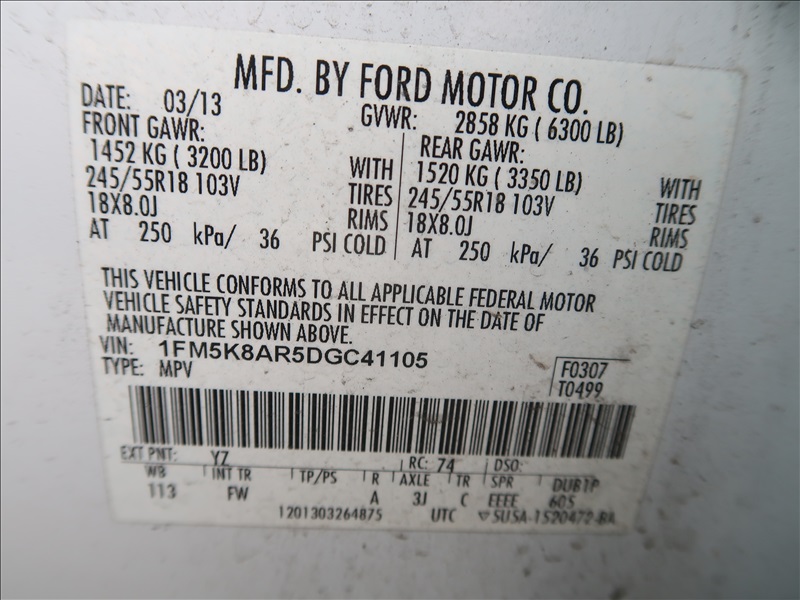 MFD. BY FORD MOTOR CO.
DATE: 03/13 GVWR: 2858 KG ( 6300 LB)
FRONT GAWR:
1452 KG ( 3200 LB) WITH
245/55R18 103V TIRES
18X8.0J RIMS
AT 250 kPa/ 36 PSI COLD
REAR GAWR:
1520 KG ( 3350 LB) WITH
245/55R18 103V TIRES
18X8.0J RIMS
AT 250 kPa/ 36 PSI COLD
THIS VEHICLE CONFORMS TO ALL APPLICABLE FEDERAL MOTOR
VEHICLE SAFETY STANDARDS IN EFFECT ON THE DATE OF
MANUFACTURE SHOWN ABOVE.
VIN: 1FM5K8AR5DGC41105
TYPE: MPV
F0307
T0499
EXT PNT: YZ RC: 74 DSO:
WB INT TR TP/PS R AXLE TR SPR DUB1P
113 FW A 3J C EEEE 605
1201303264875 UTC SUSA-1520472-BA